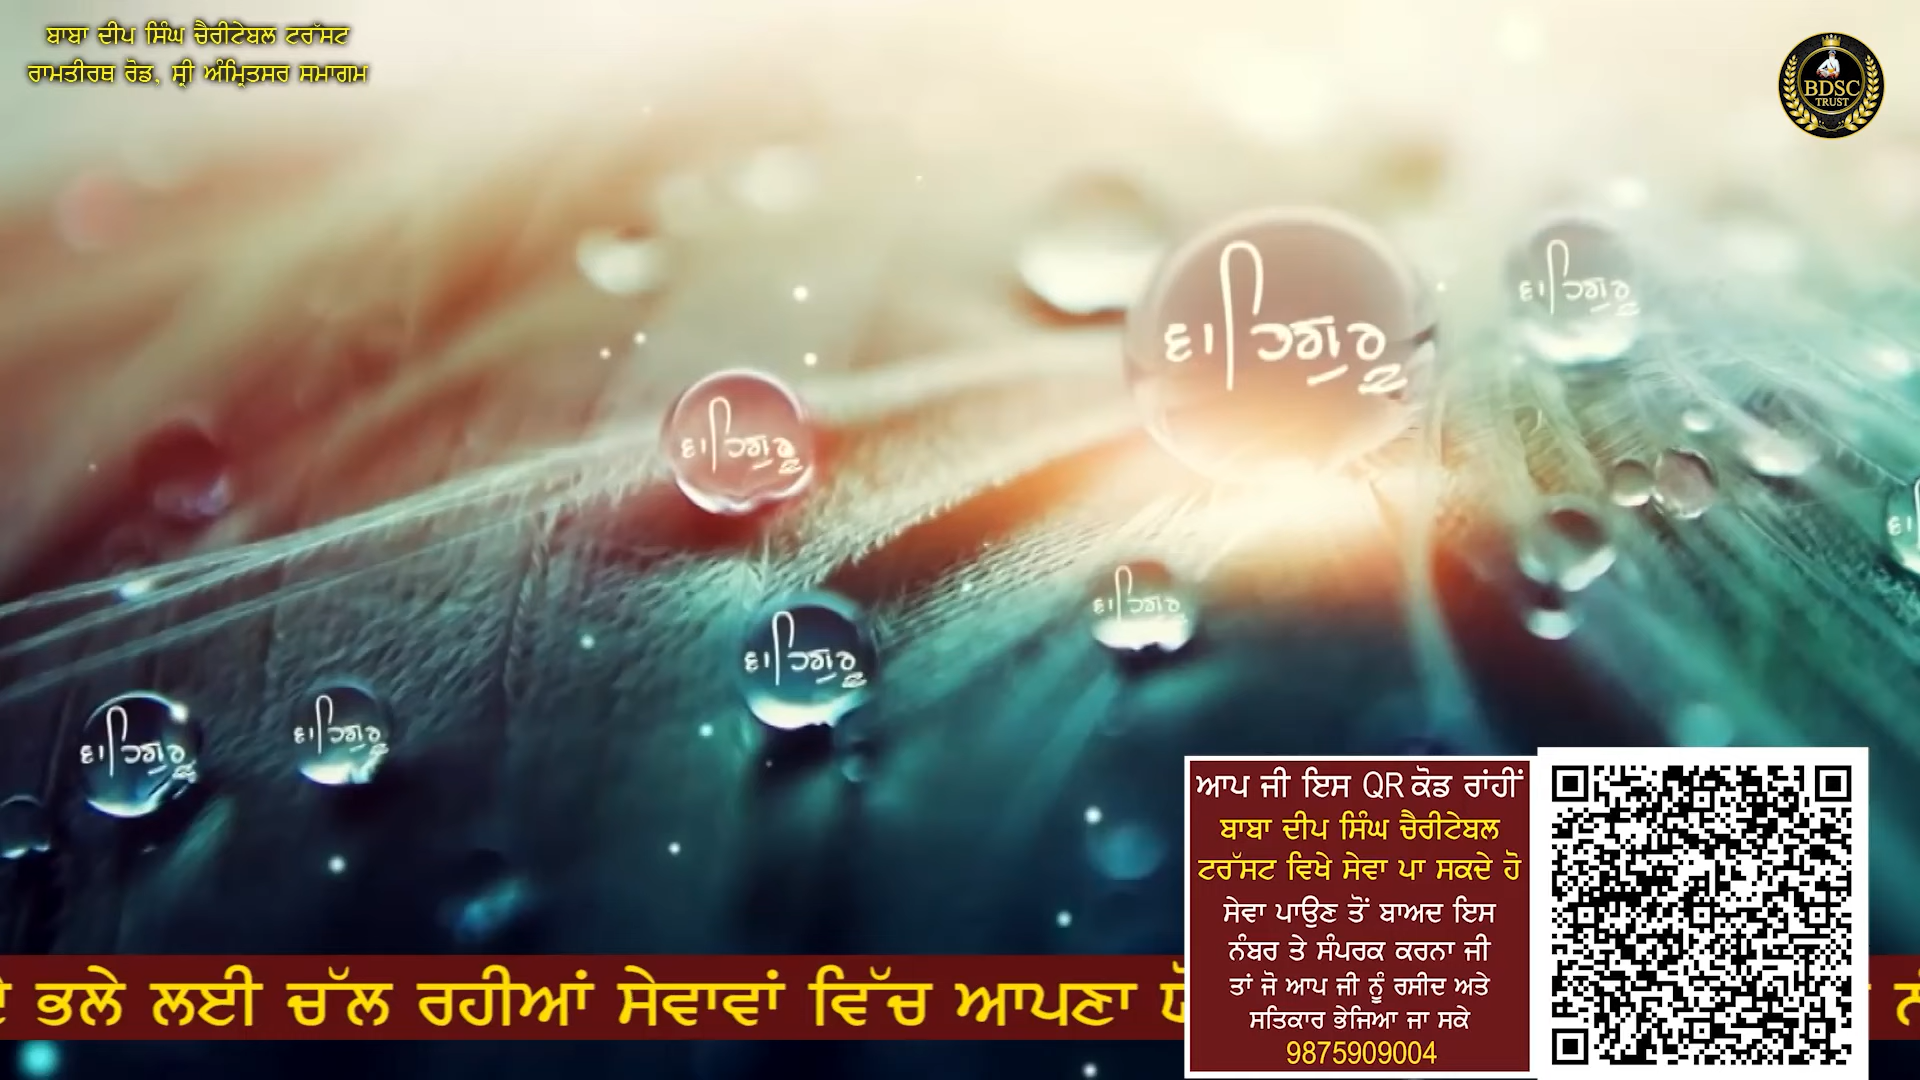 ਬਾਬਾ ਦੀਪ ਸਿੰਘ ਚੈਰੀਟੇਬਲ ਟਰੱਸਟ
ਰਾਮਤੀਰਥ ਰੋਡ, ਸ੍ਰੀ ਅੰਮ੍ਰਿਤਸਰ ਸਮਾਗਮ
BDSC
TRUST
ਵਾਹਿਗੁਰੂ
ਵਾਹਿਗੁਰੂ
ਵਾਹਿਗੁਰੂ
ਵਾਹਿਗੁਰੂ
ਵਾਹਿਗੁਰੂ
ਵਾਹਿਗੁਰੂ
ਵਾਹਿਗੁਰੂ
ਆਪ ਜੀ ਇਸ QR ਕੋਡ ਰਾਂਹੀਂ
ਬਾਬਾ ਦੀਪ ਸਿੰਘ ਚੈਰੀਟੇਬਲ
ਟਰੱਸਟ ਵਿਖੇ ਸੇਵਾ ਪਾ ਸਕਦੇ ਹੋ
ਸੇਵਾ ਪਾਉਣ ਤੋਂ ਬਾਅਦ ਇਸ
ਨੰਬਰ ਤੇ ਸੰਪਰਕ ਕਰਨਾ ਜੀ
ਤਾਂ ਜੋ ਆਪ ਜੀ ਨੂੰ ਰਸੀਦ ਅਤੇ
ਸਤਿਕਾਰ ਭੇਜਿਆ ਜਾ ਸਕੇ
9875909004
ਭਲੇ ਲਈ ਚੱਲ ਰਹੀਆਂ ਸੇਵਾਵਾਂ ਵਿੱਚ ਆਪਣਾ